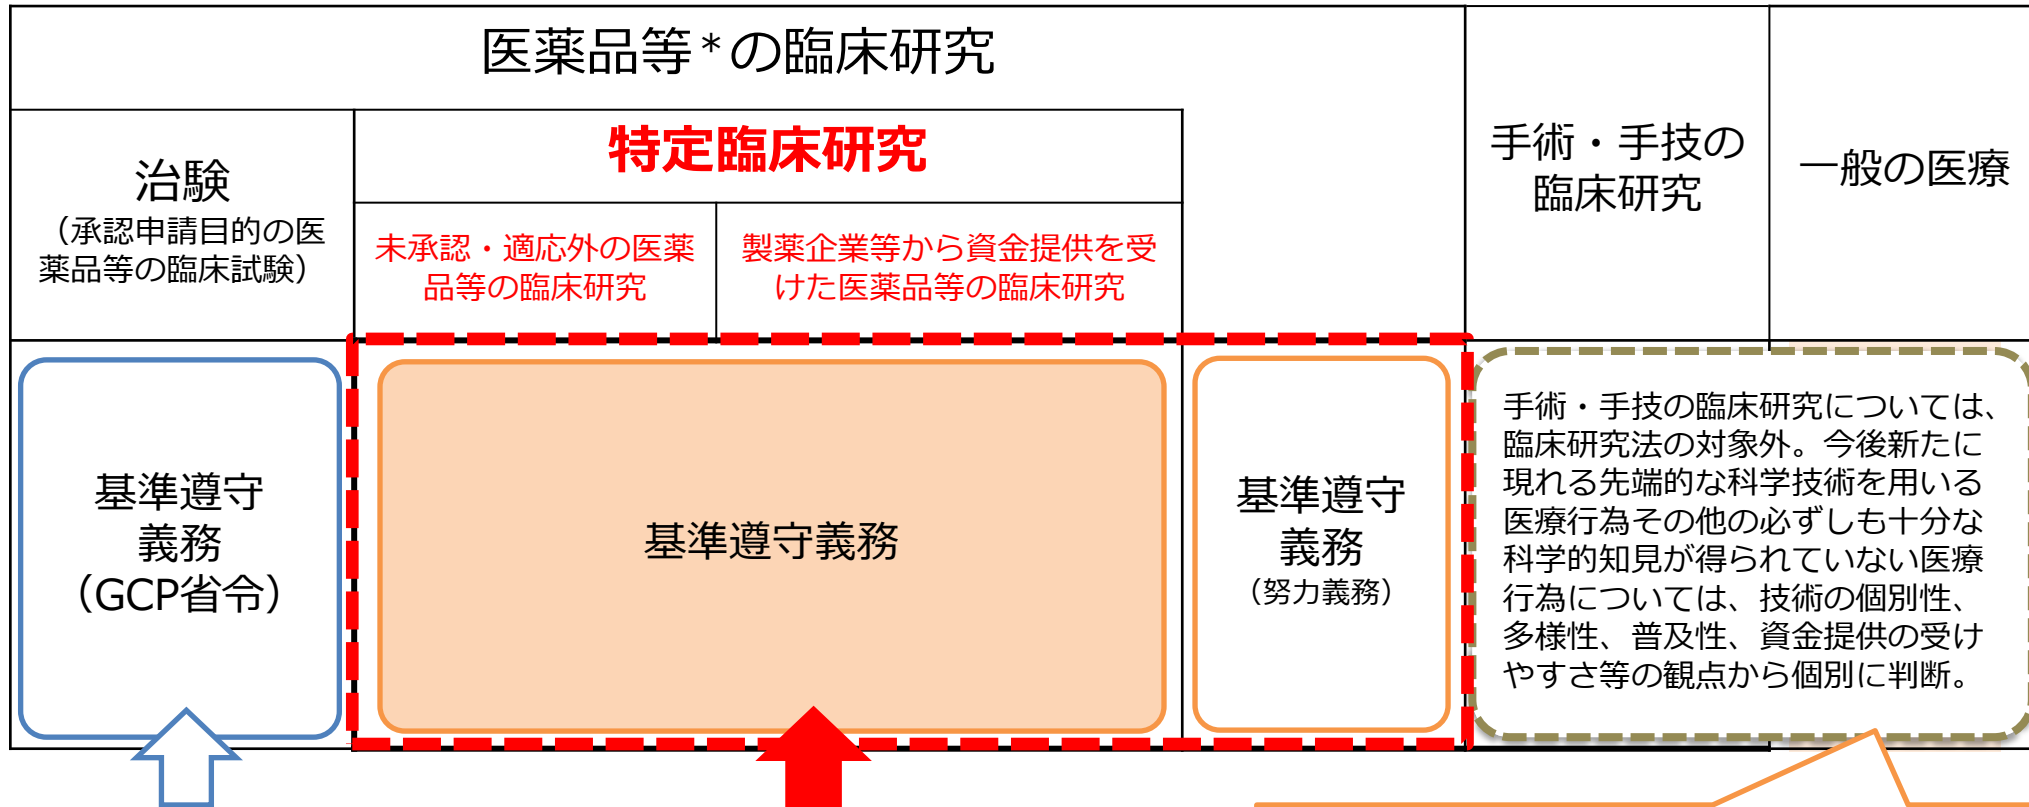 医薬品等*の臨床研究
治験
（承認申請目的の医
薬品等の臨床試験）
特定臨床研究
未承認・適応外の医薬
品等の臨床研究
製薬企業等から資金提供を受
けた医薬品等の臨床研究
手術・手技の
臨床研究
一般の医療
基準遵守
義務
（GCP省令）
基準遵守義務
基準遵守
義務
（努力義務）
手術・手技の臨床研究については、
臨床研究法の対象外。今後新たに
現れる先端的な科学技術を用いる
医療行為その他の必ずしも十分な
科学的知見が得られていない医療
行為については、技術の個別性、
多様性、普及性、資金提供の受け
やすさ等の観点から個別に判断。